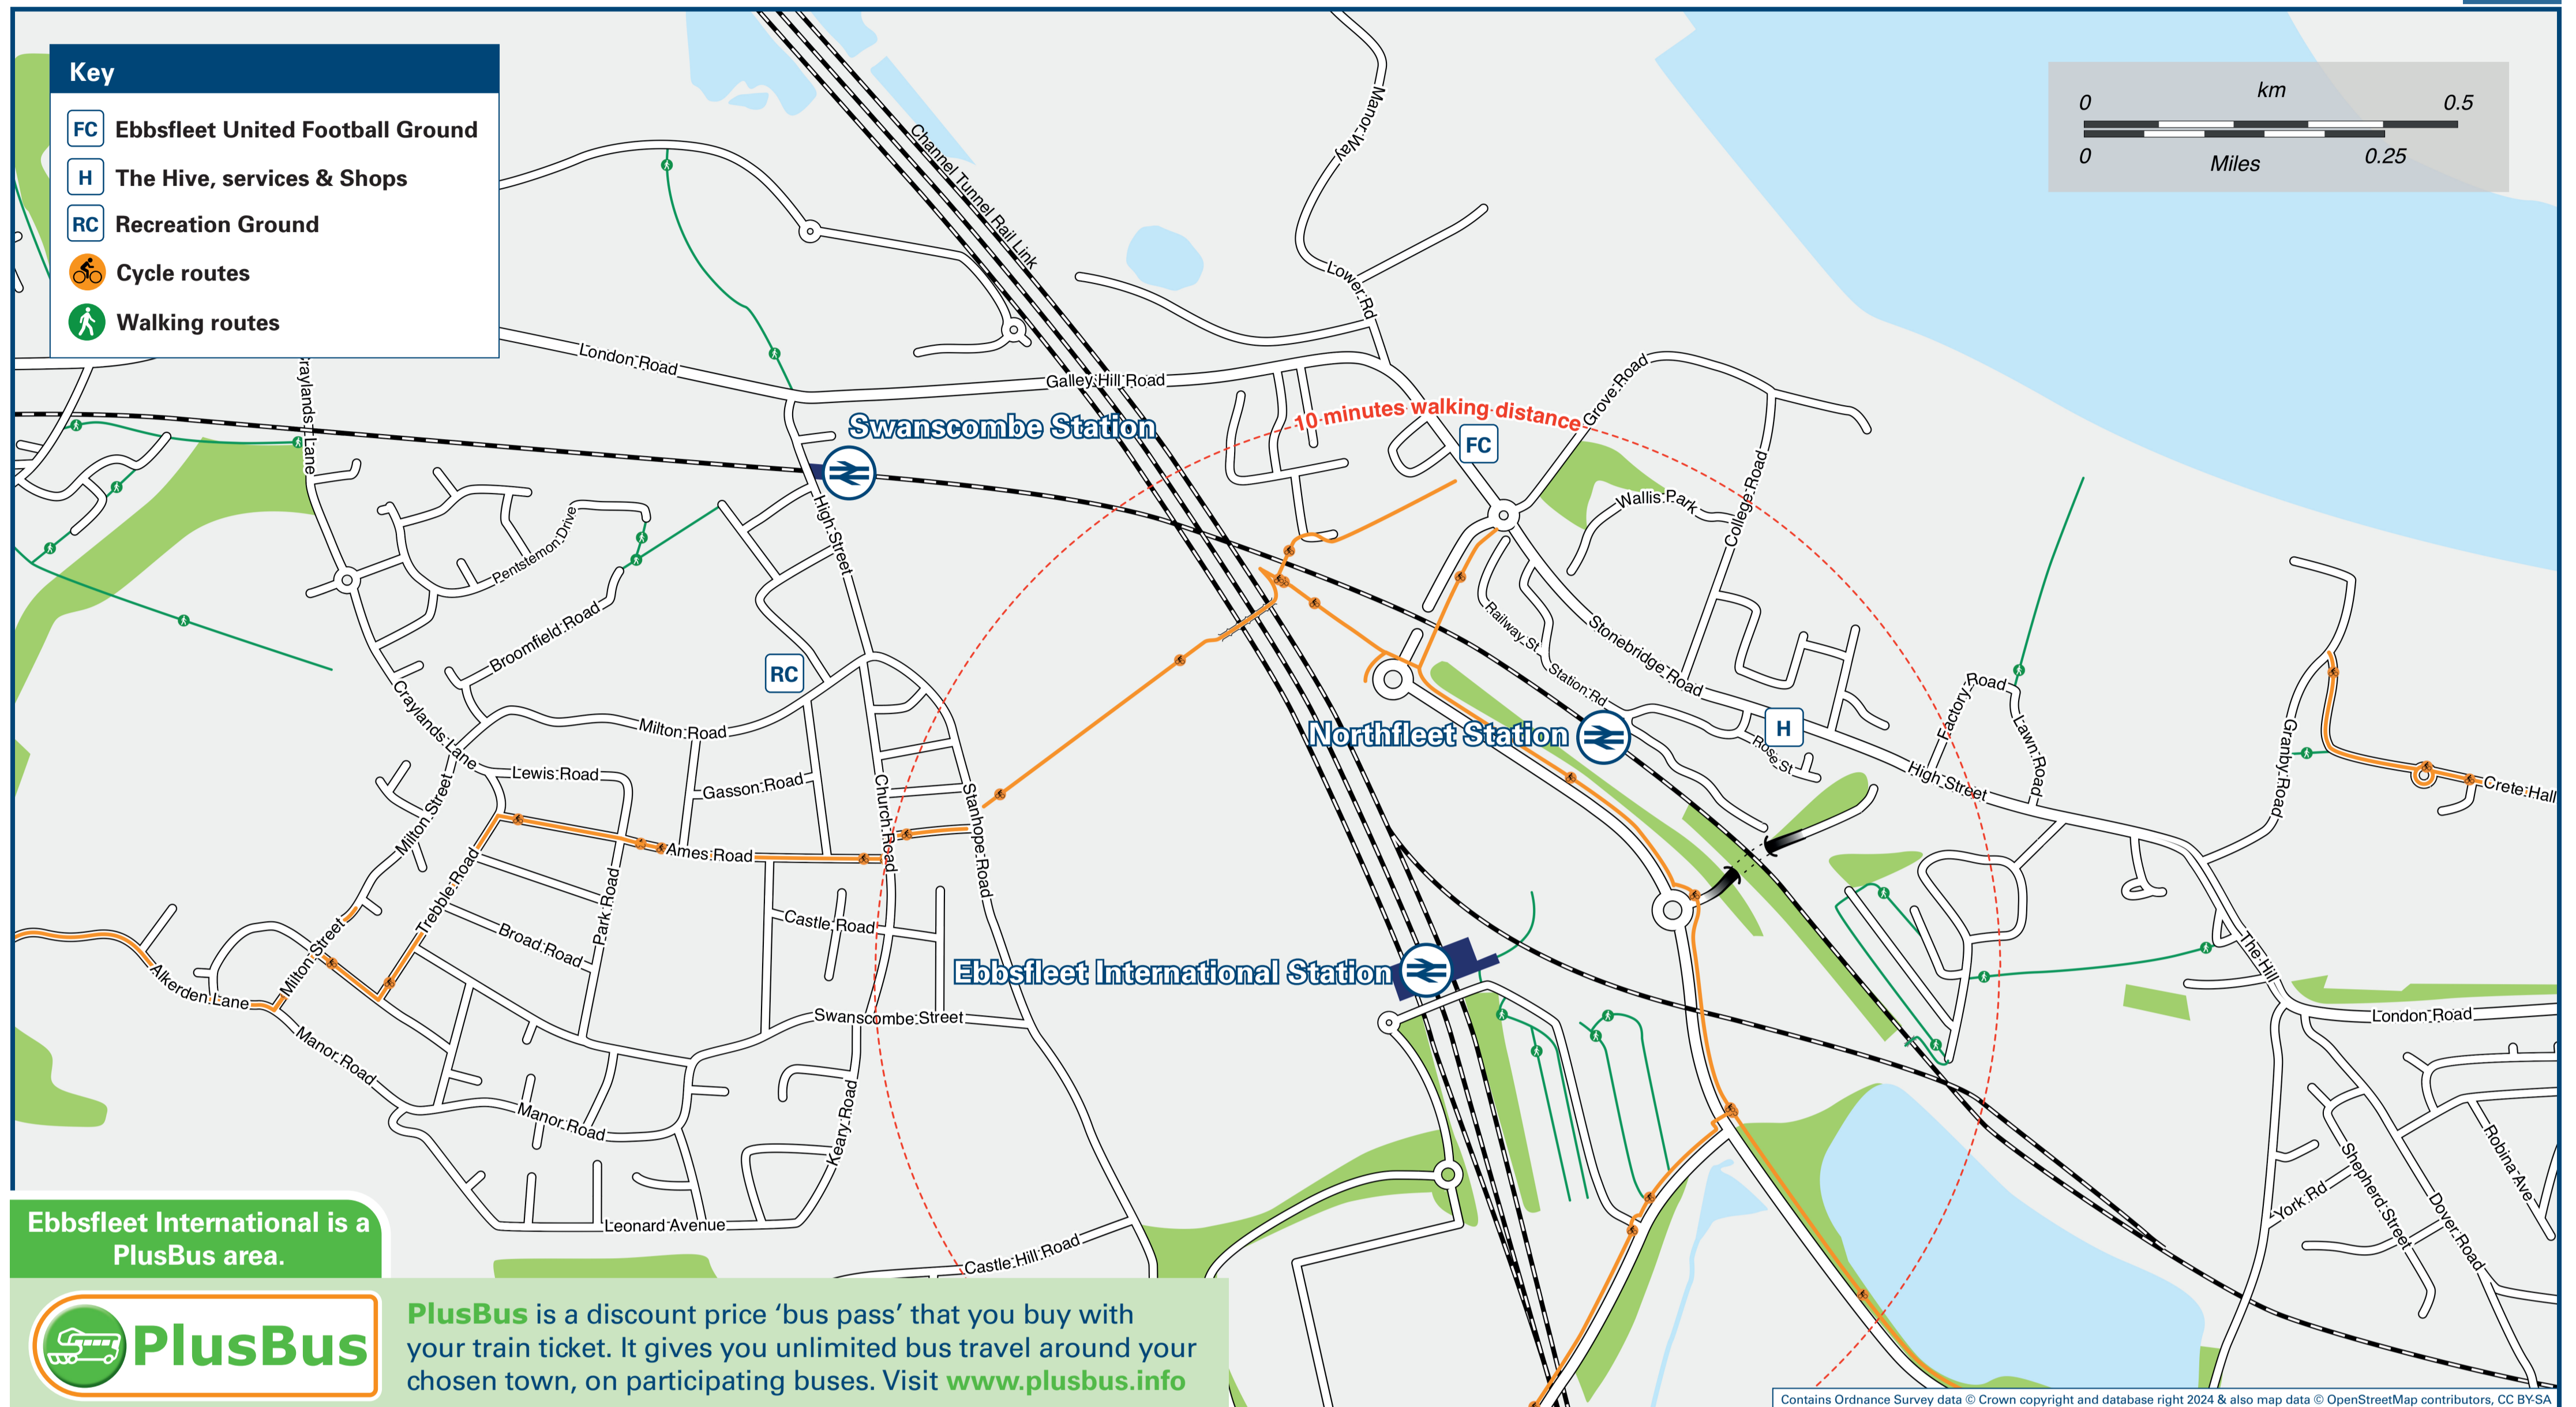 Key
FC Ebbsfleet United Football Ground
H The Hive, services & Shops
RC Recreation Ground
Cycle routes
Walking routes
km
0 0.5
0 0.25
Miles
Channel Tunnel Rail Link
Manor Way
Lower Rd
London Road
Galley Hill Road
Grove Road
10 minutes walking distance
Swanscombe Station
FC
raylands Lane
High Street
Wallis Park
College Road
Pentstemon Drive
Broomfield Road
Railway St
Stonebridge Road
Station Rd
RC
Craylands Lane
Milton Road
Northfleet Station
H
Rose St
Factory Road
Lawn Road
High Street
Granby Road
Crete Hall
Lewis Road
Gasson Road
Church Road
Stanhope Road
Milton Street
Ames Road
Trebble Road
Park Road
Broad Road
Castle Road
Milton Street
Alkerden Lane
Ebbsfleet International Station
The Hill
London Road
Swanscombe Street
Manor Road
Manor Road
Keary Road
Leonard Avenue
Castle Hill Road
York Rd
Shepherd Street
Dover Road
Robina Ave
Ebbsfleet International is a
PlusBus area.
PlusBus
PlusBus is a discount price ‘bus pass’ that you buy with
your train ticket. It gives you unlimited bus travel around your
chosen town, on participating buses. Visit www.plusbus.info
Contains Ordnance Survey data © Crown copyright and database right 2024 & also map data © OpenStreetMap contributors, CC BY-SA